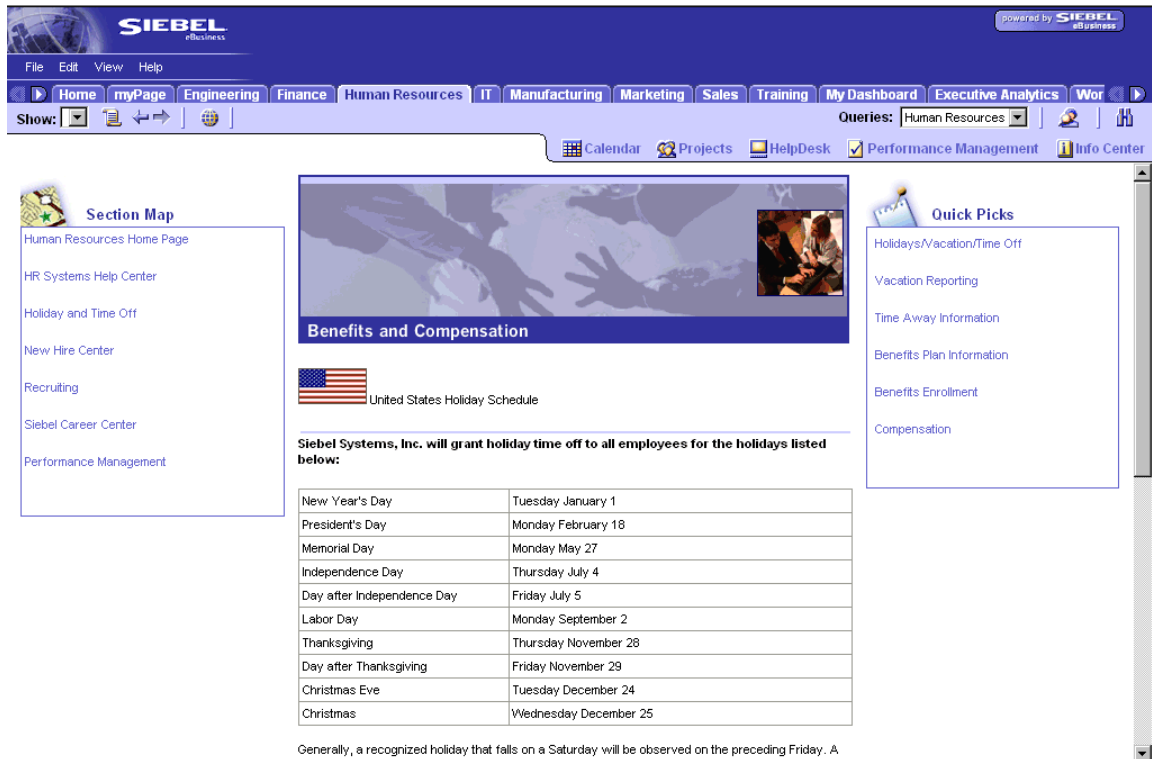 SIEBEL
eBusiness
powered by SIEBEL
eBusiness
File Edit View Help
Home myPage Engineering Finance Human Resources IT Manufacturing Marketing Sales Training My Dashboard Executive Analytics Wor
Show: Queries: Human Resources
Calendar Projects HelpDesk Performance Management Info Center
Section Map
Human Resources Home Page
HR Systems Help Center
Holiday and Time Off
New Hire Center
Recruiting
Siebel Career Center
Performance Management
Benefits and Compensation
United States Holiday Schedule
Siebel Systems, Inc. will grant holiday time off to all employees for the holidays listed
below:
New Year's Day Tuesday January 1
President's Day Monday February 18
Memorial Day Monday May 27
Independence Day Thursday July 4
Day after Independence Day Friday July 5
Labor Day Monday September 2
Thanksgiving Thursday November 28
Day after Thanksgiving Friday November 29
Christmas Eve Tuesday December 24
Christmas Wednesday December 25
Generally, a recognized holiday that falls on a Saturday will be observed on the preceding Friday. A
Quick Picks
Holidays/Vacation/Time Off
Vacation Reporting
Time Away Information
Benefits Plan Information
Benefits Enrollment
Compensation